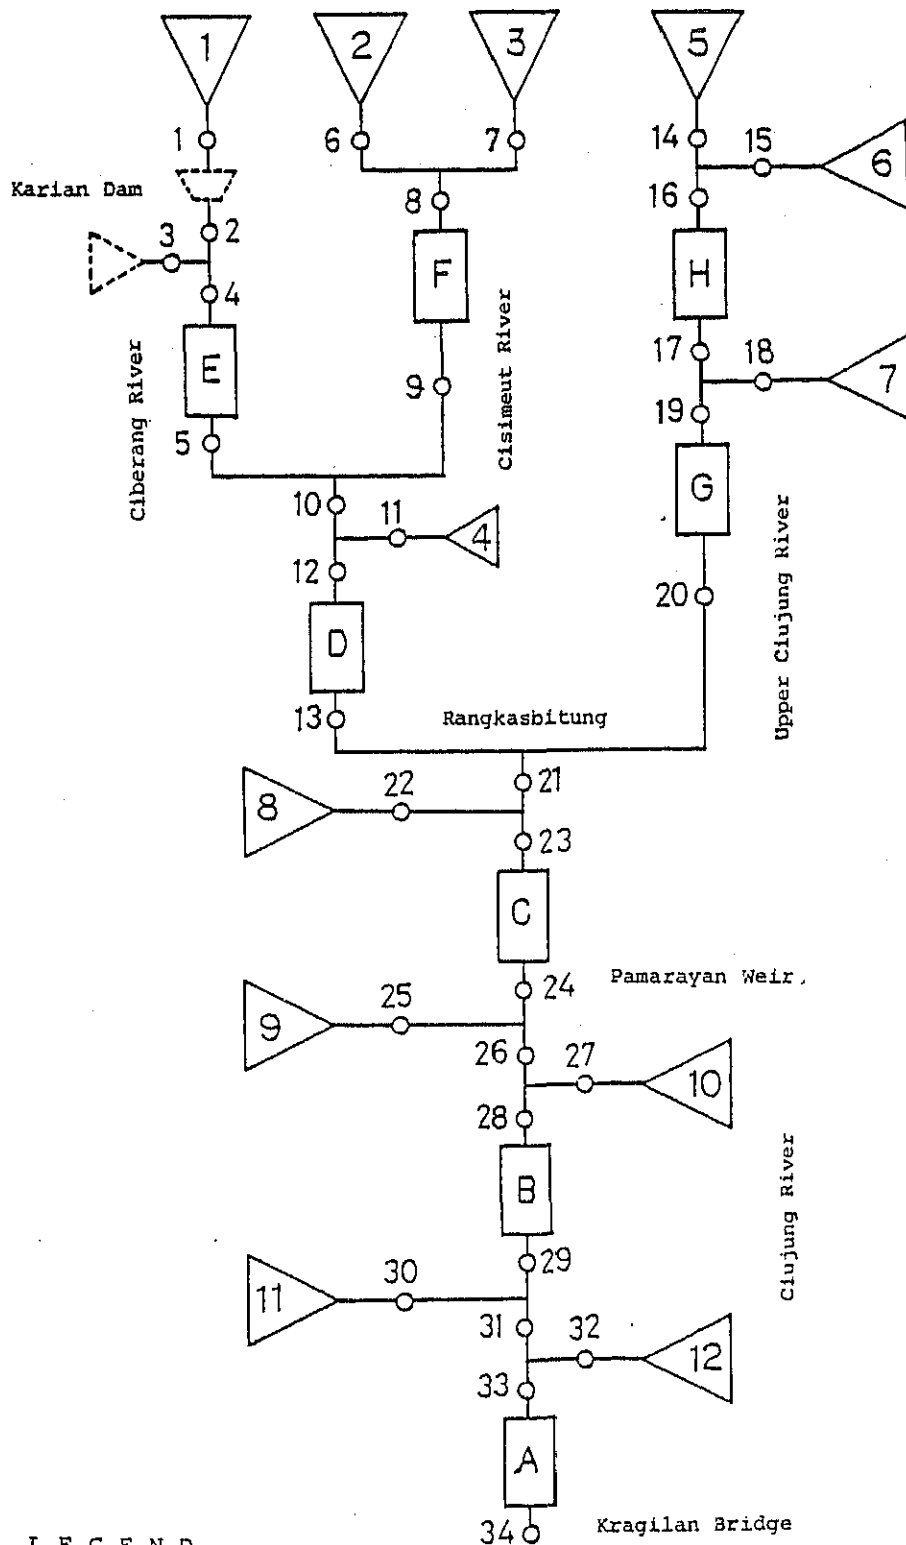 1
2
3
5
1
6
7
14
15
6
Karian Dam
8
16
3
2
F
H
4
E
Ciberang River
9
Cisimeut River
17
18
7
5
19
10
11
4
G
12
20
Upper Ciujung River
D
13
Rangkasbitung
8
22
21
23
C
24
Pamarayan Weir
9
25
26
27
10
28
B
Ciujung River
29
11
30
31
32
12
33
A
34
Kragilan Bridge
LEGEND